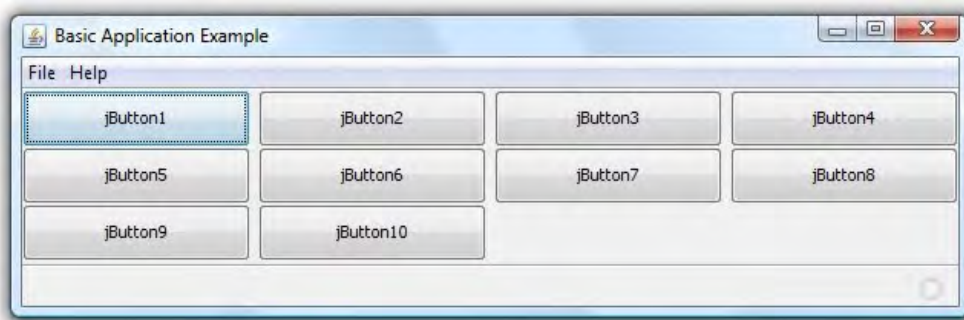 Basic Application Example
File Help
jButton1 jButton2 jButton3 jButton4
jButton5 jButton6 jButton7 jButton8
jButton9 jButton10